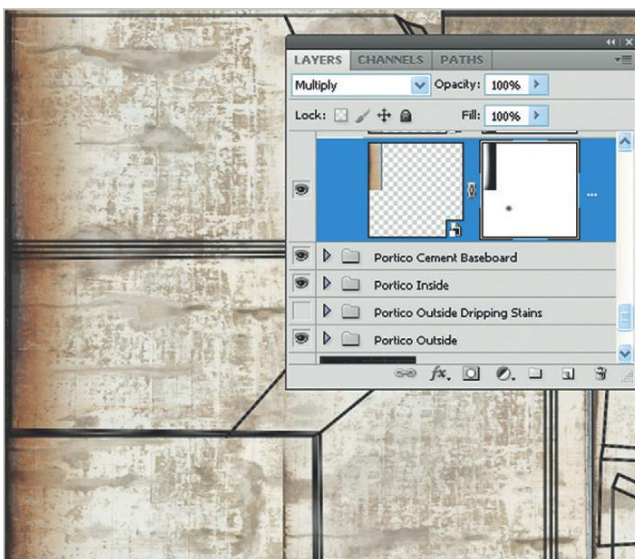 LAYERS CHANNELS PATHS
Multiply Opacity: 100%
Lock: Fill: 100%
...
Portico Cement Baseboard
Portico Inside
Portico Outside Dripping Stains
Portico Outside
fx.